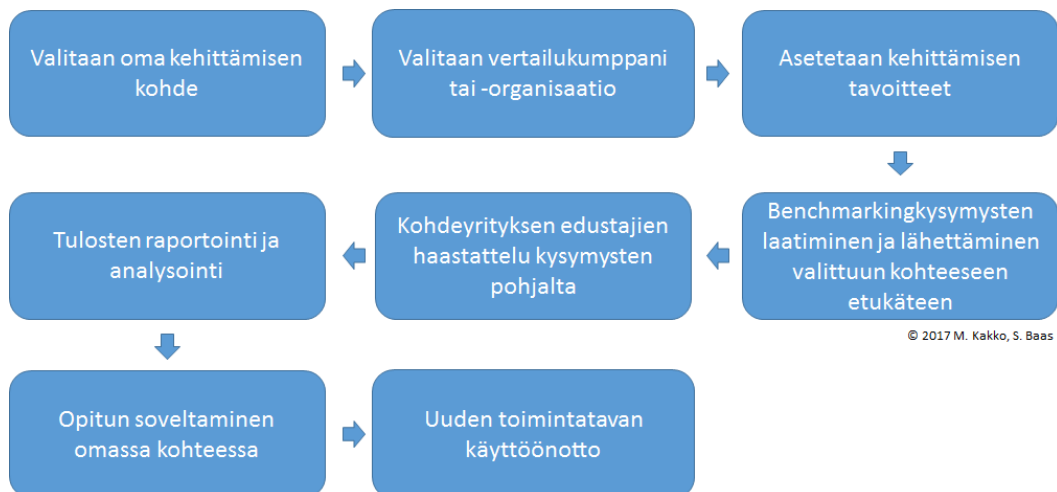 Valitaan oma kehittämisen
kohde
Valitaan vertailukumppani
tai -organisaatio
Asetetaan kehittämisen
tavoitteet
Benchmarkingkysymysten
laatiminen ja lähettäminen
valittuun kohteeseen
etukäteen
© 2017 M. Kakko, S. Baas
Kohdeyrityksen edustajien
haastattelu kysymysten
pohjalta
Tulosten raportointi ja
analysointi
Opitun soveltaminen
omassa kohteessa
Uuden toimintatavan
käyttöönotto